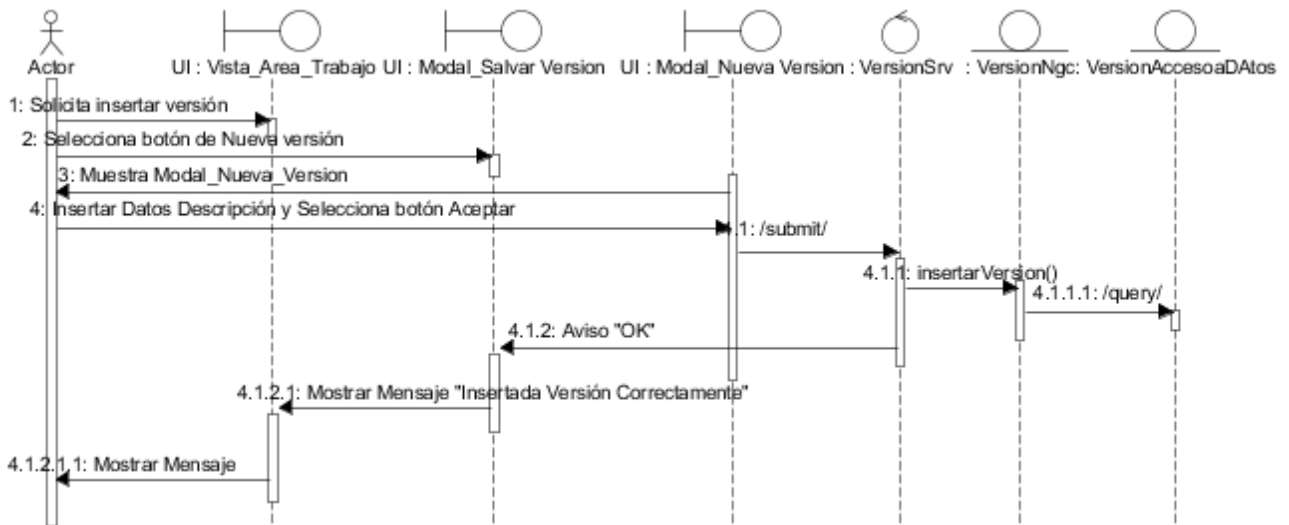 Actor UI : Vista_Area_Trabajo UI : Modal_Salvar Version UI : Modal_Nueva Version : VersionSrv : VersionNgc: VersionAccesoaDAtos
1: Solicita insertar versión
2: Selecciona botón de Nueva versión
3: Muestra Modal_Nueva_Version
4: Insertar Datos Descripción y Selecciona botón Aceptar
4.1: /submit/
4.1.1: insertarVersion()
4.1.1.1: /query/
4.1.2: Aviso "OK"
4.1.2.1: Mostrar Mensaje "Insertada Versión Correctamente"
4.1.2.1.1: Mostrar Mensaje